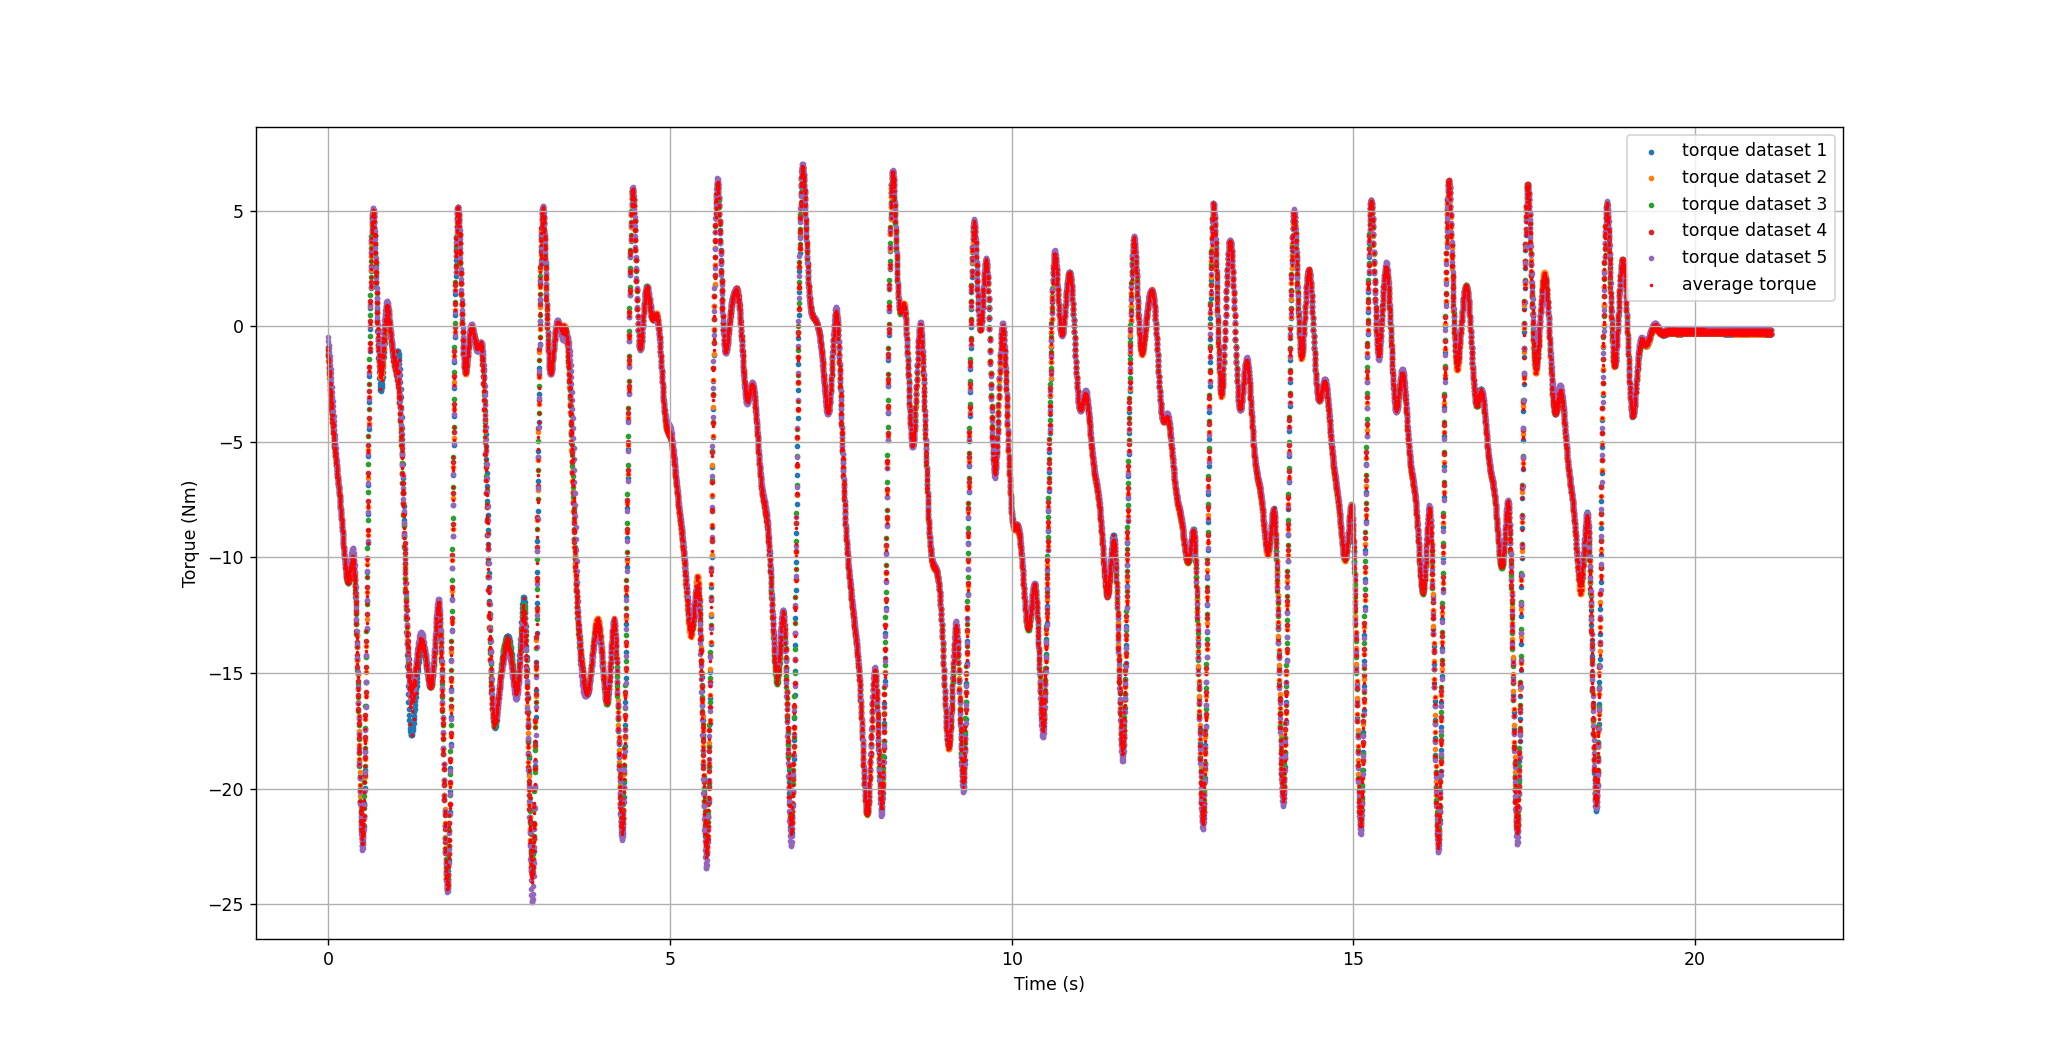 torque dataset 1
torque dataset 2
torque dataset 3
torque dataset 4
torque dataset 5
average torque
5
0
−5
−10
−15
−20
−25
Torque (Nm)
0 5 10 15 20
Time (s)